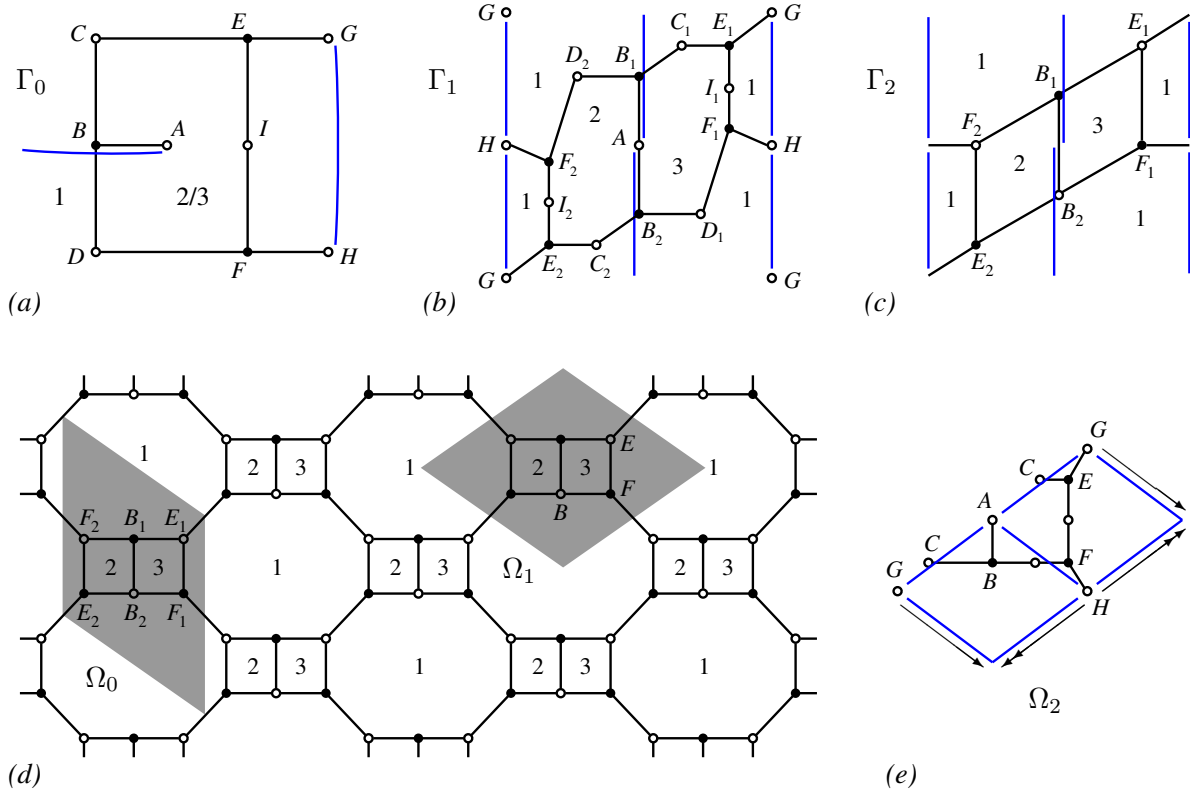 C E G
Γ₀
B A I
1 2/3
D F H
(a)
G C₁ E₁ G
D₂ B₁
Γ₁ 1 2 I₁ 1
H A F₁ H
F₂ 3
1 I₂ 1
B₂ D₁
G E₂ C₂ G
(b)
E₁
Γ₂ 1 B₁ 1
F₂ 3
1 2 F₁
B₂ 1
E₂
(c)
1 2 3 1 2 3 E 1
F
B
F₂ B₁ E₁
2 3 1 2 3 Ω₁ 2 3
E₂ B₂ F₁
Ω₀ 2 3 1 2 3 1
(d)
G
C E
A
C F
G B H
Ω₂
(e)